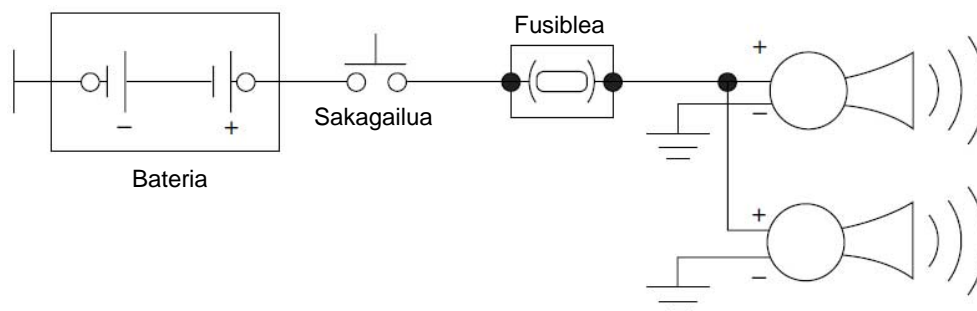 Fusiblea
+
−
Sakagailua
− +
Bateria
+
−